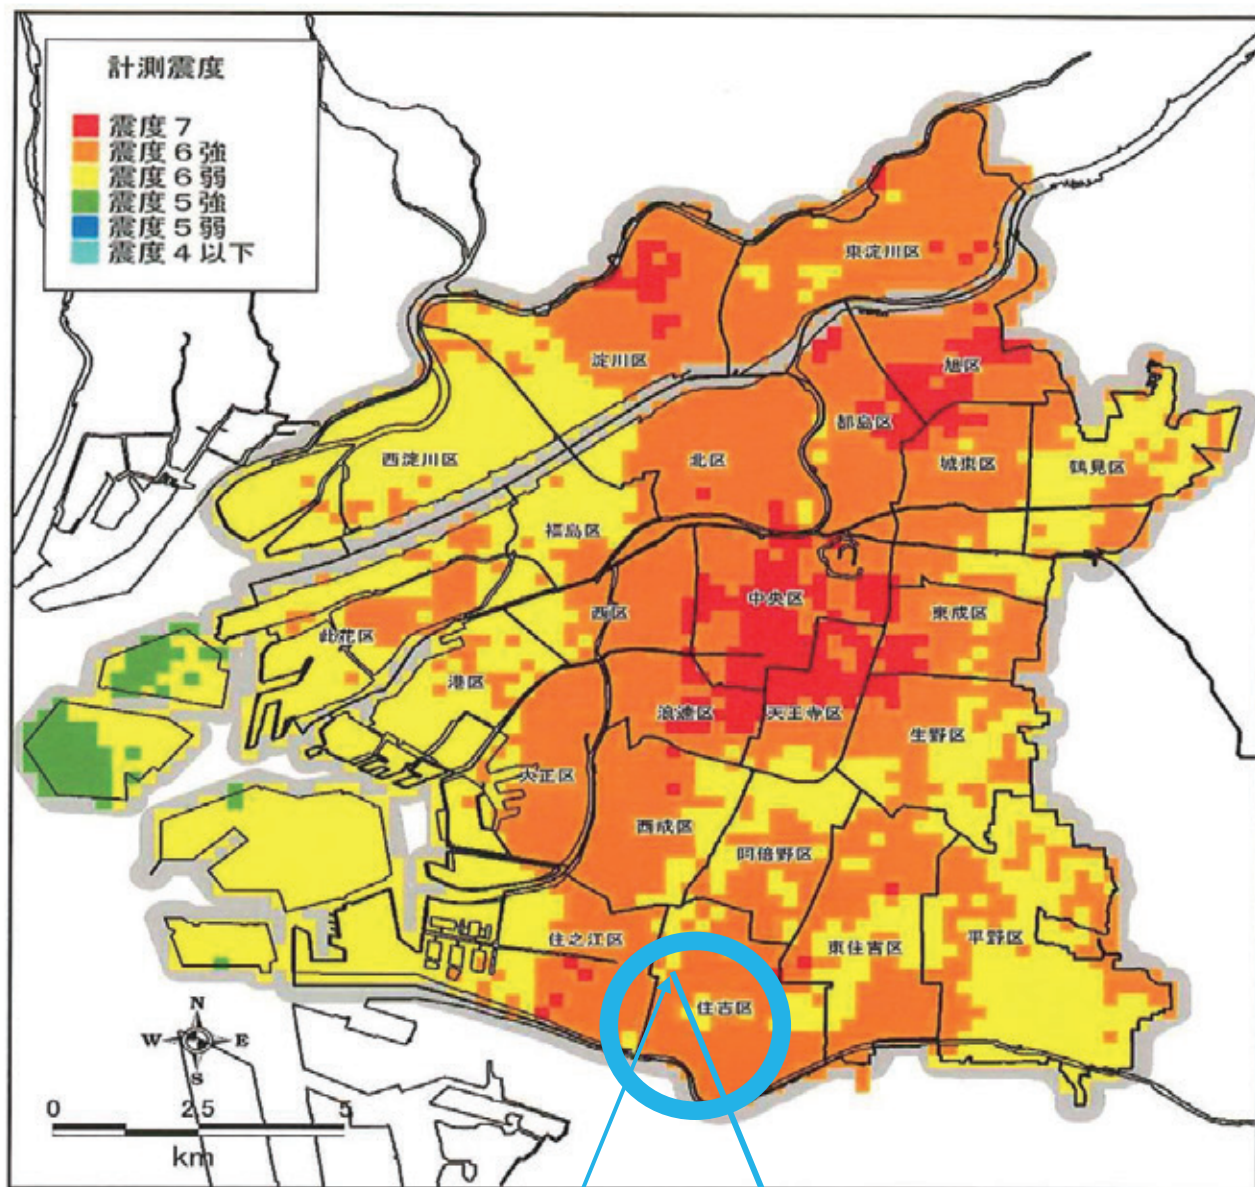 計測震度
震度7
震度6強
震度6弱
震度5強
震度5弱
震度4以下
東淀川区
淀川区
旭区
都島区
西淀川区
北区
城東区
鶴見区
福島区
中央区
西区
東成区
此花区
港区
浪速区
天王寺区
生野区
大正区
西成区
阿倍野区
住之江区
東住吉区
平野区
住吉区
N
W
E
S
0
2.5
5
km